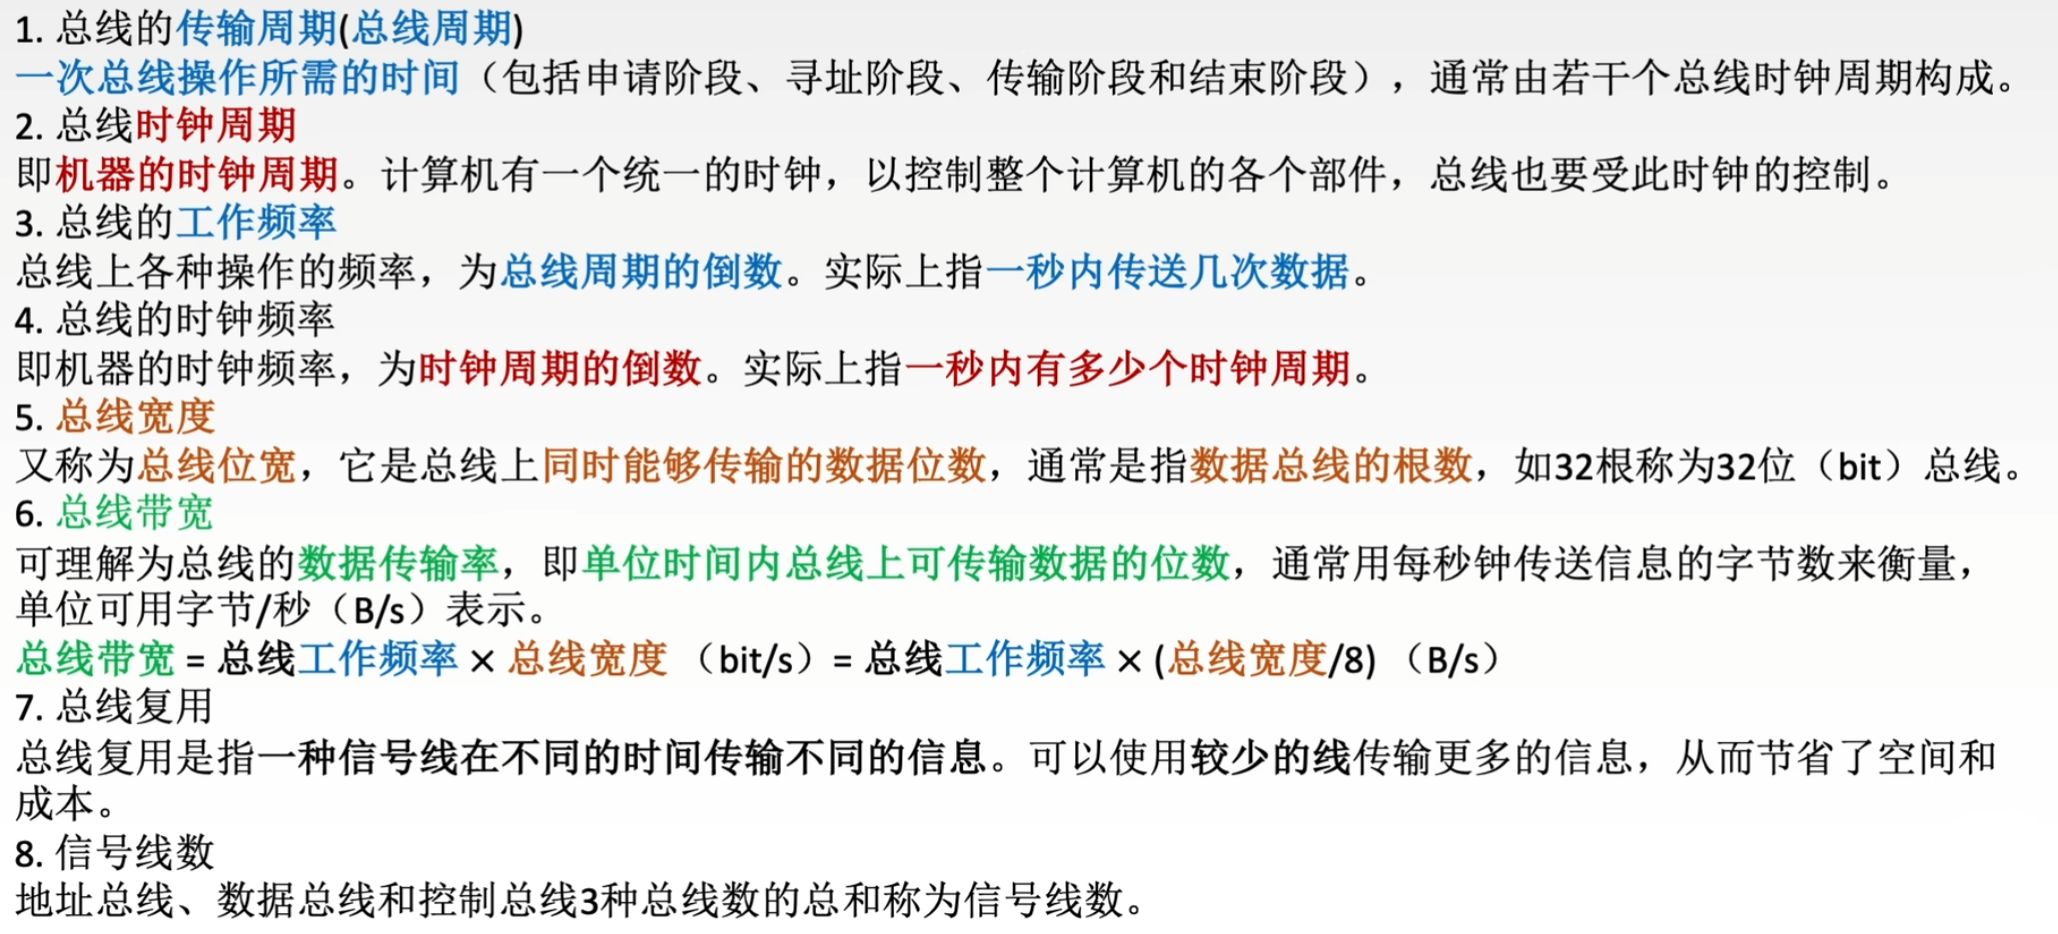 1. 总线的传输周期(总线周期)
一次总线操作所需的时间（包括申请阶段、寻址阶段、传输阶段和结束阶段），通常由若干个总线时钟周期构成。
2. 总线时钟周期
即机器的时钟周期。计算机有一个统一的时钟，以控制整个计算机的各个部件，总线也要受此时钟的控制。
3. 总线的工作频率
总线上各种操作的频率，为总线周期的倒数。实际上指一秒内传送几次数据。
4. 总线的时钟频率
即机器的时钟频率，为时钟周期的倒数。实际上指一秒内有多少个时钟周期。
5. 总线宽度
又称为总线位宽，它是总线上同时能够传输的数据位数，通常是指数据总线的根数，如32根称为32位（bit）总线。
6. 总线带宽
可理解为总线的数据传输率，即单位时间内总线上可传输数据的位数，通常用每秒钟传送信息的字节数来衡量，
单位可用字节/秒（B/s）表示。
总线带宽 = 总线工作频率 × 总线宽度 （bit/s）= 总线工作频率 × (总线宽度/8) （B/s）
7. 总线复用
总线复用是指一种信号线在不同的时间传输不同的信息。可以使用较少的线传输更多的信息，从而节省了空间和
成本。
8. 信号线数
地址总线、数据总线和控制总线3种总线数的总和称为信号线数。